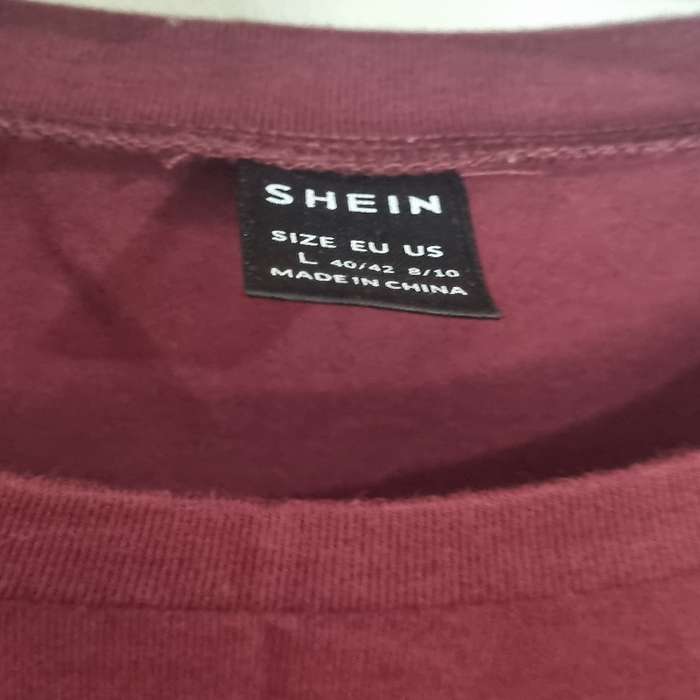 SHEIN
SIZE EU US
L 40/42 8/10
MADE IN CHINA